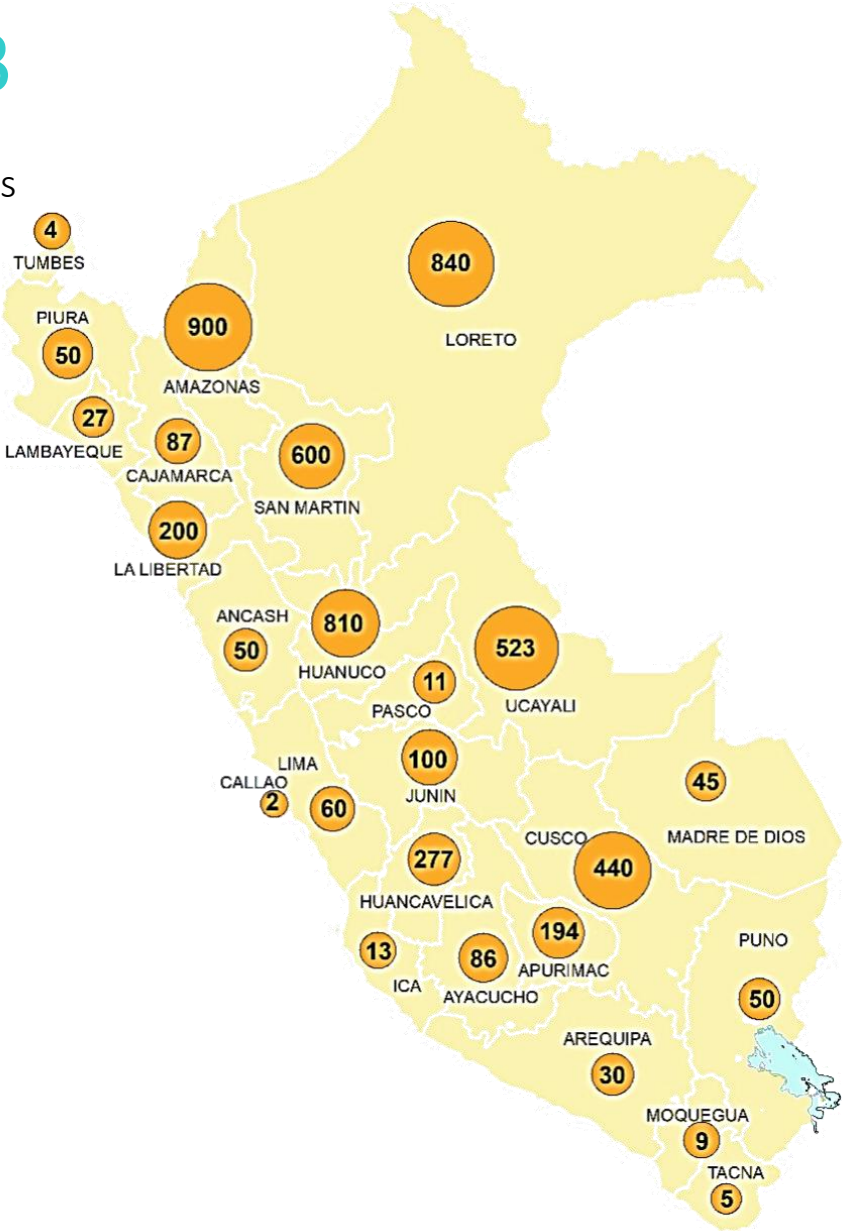 3
S
4
TUMBES
840
LORETO
PIURA
50
900
AMAZONAS
27
LAMBAYEQUE
87
CAJAMARCA
600
SAN MARTIN
200
LA LIBERTAD
ANCASH
50
810
HUANUCO
523
UCAYALI
11
PASCO
LIMA
CALLAO
2
60
100
JUNIN
45
MADRE DE DIOS
CUSCO
440
277
HUANCAVELICA
13
ICA
86
AYACUCHO
194
APURIMAC
PUNO
50
AREQUIPA
30
MOQUEGUA
9
TACNA
5